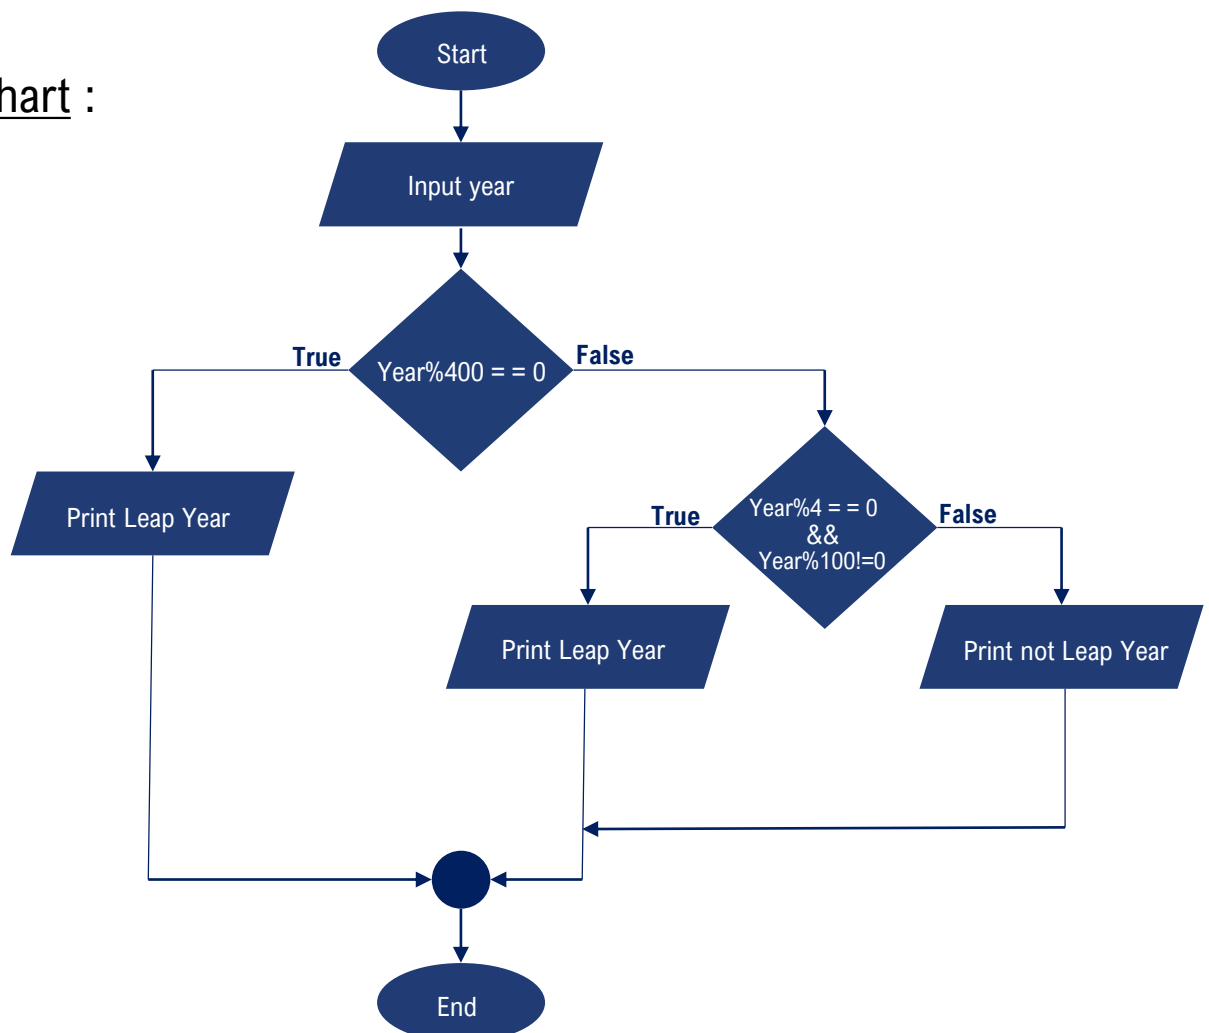 Start
hart :
Input year
True
False
Year%400 = = 0
Print Leap Year
True
Year%4 = = 0
&&
Year%100!=0
False
Print Leap Year
Print not Leap Year
End